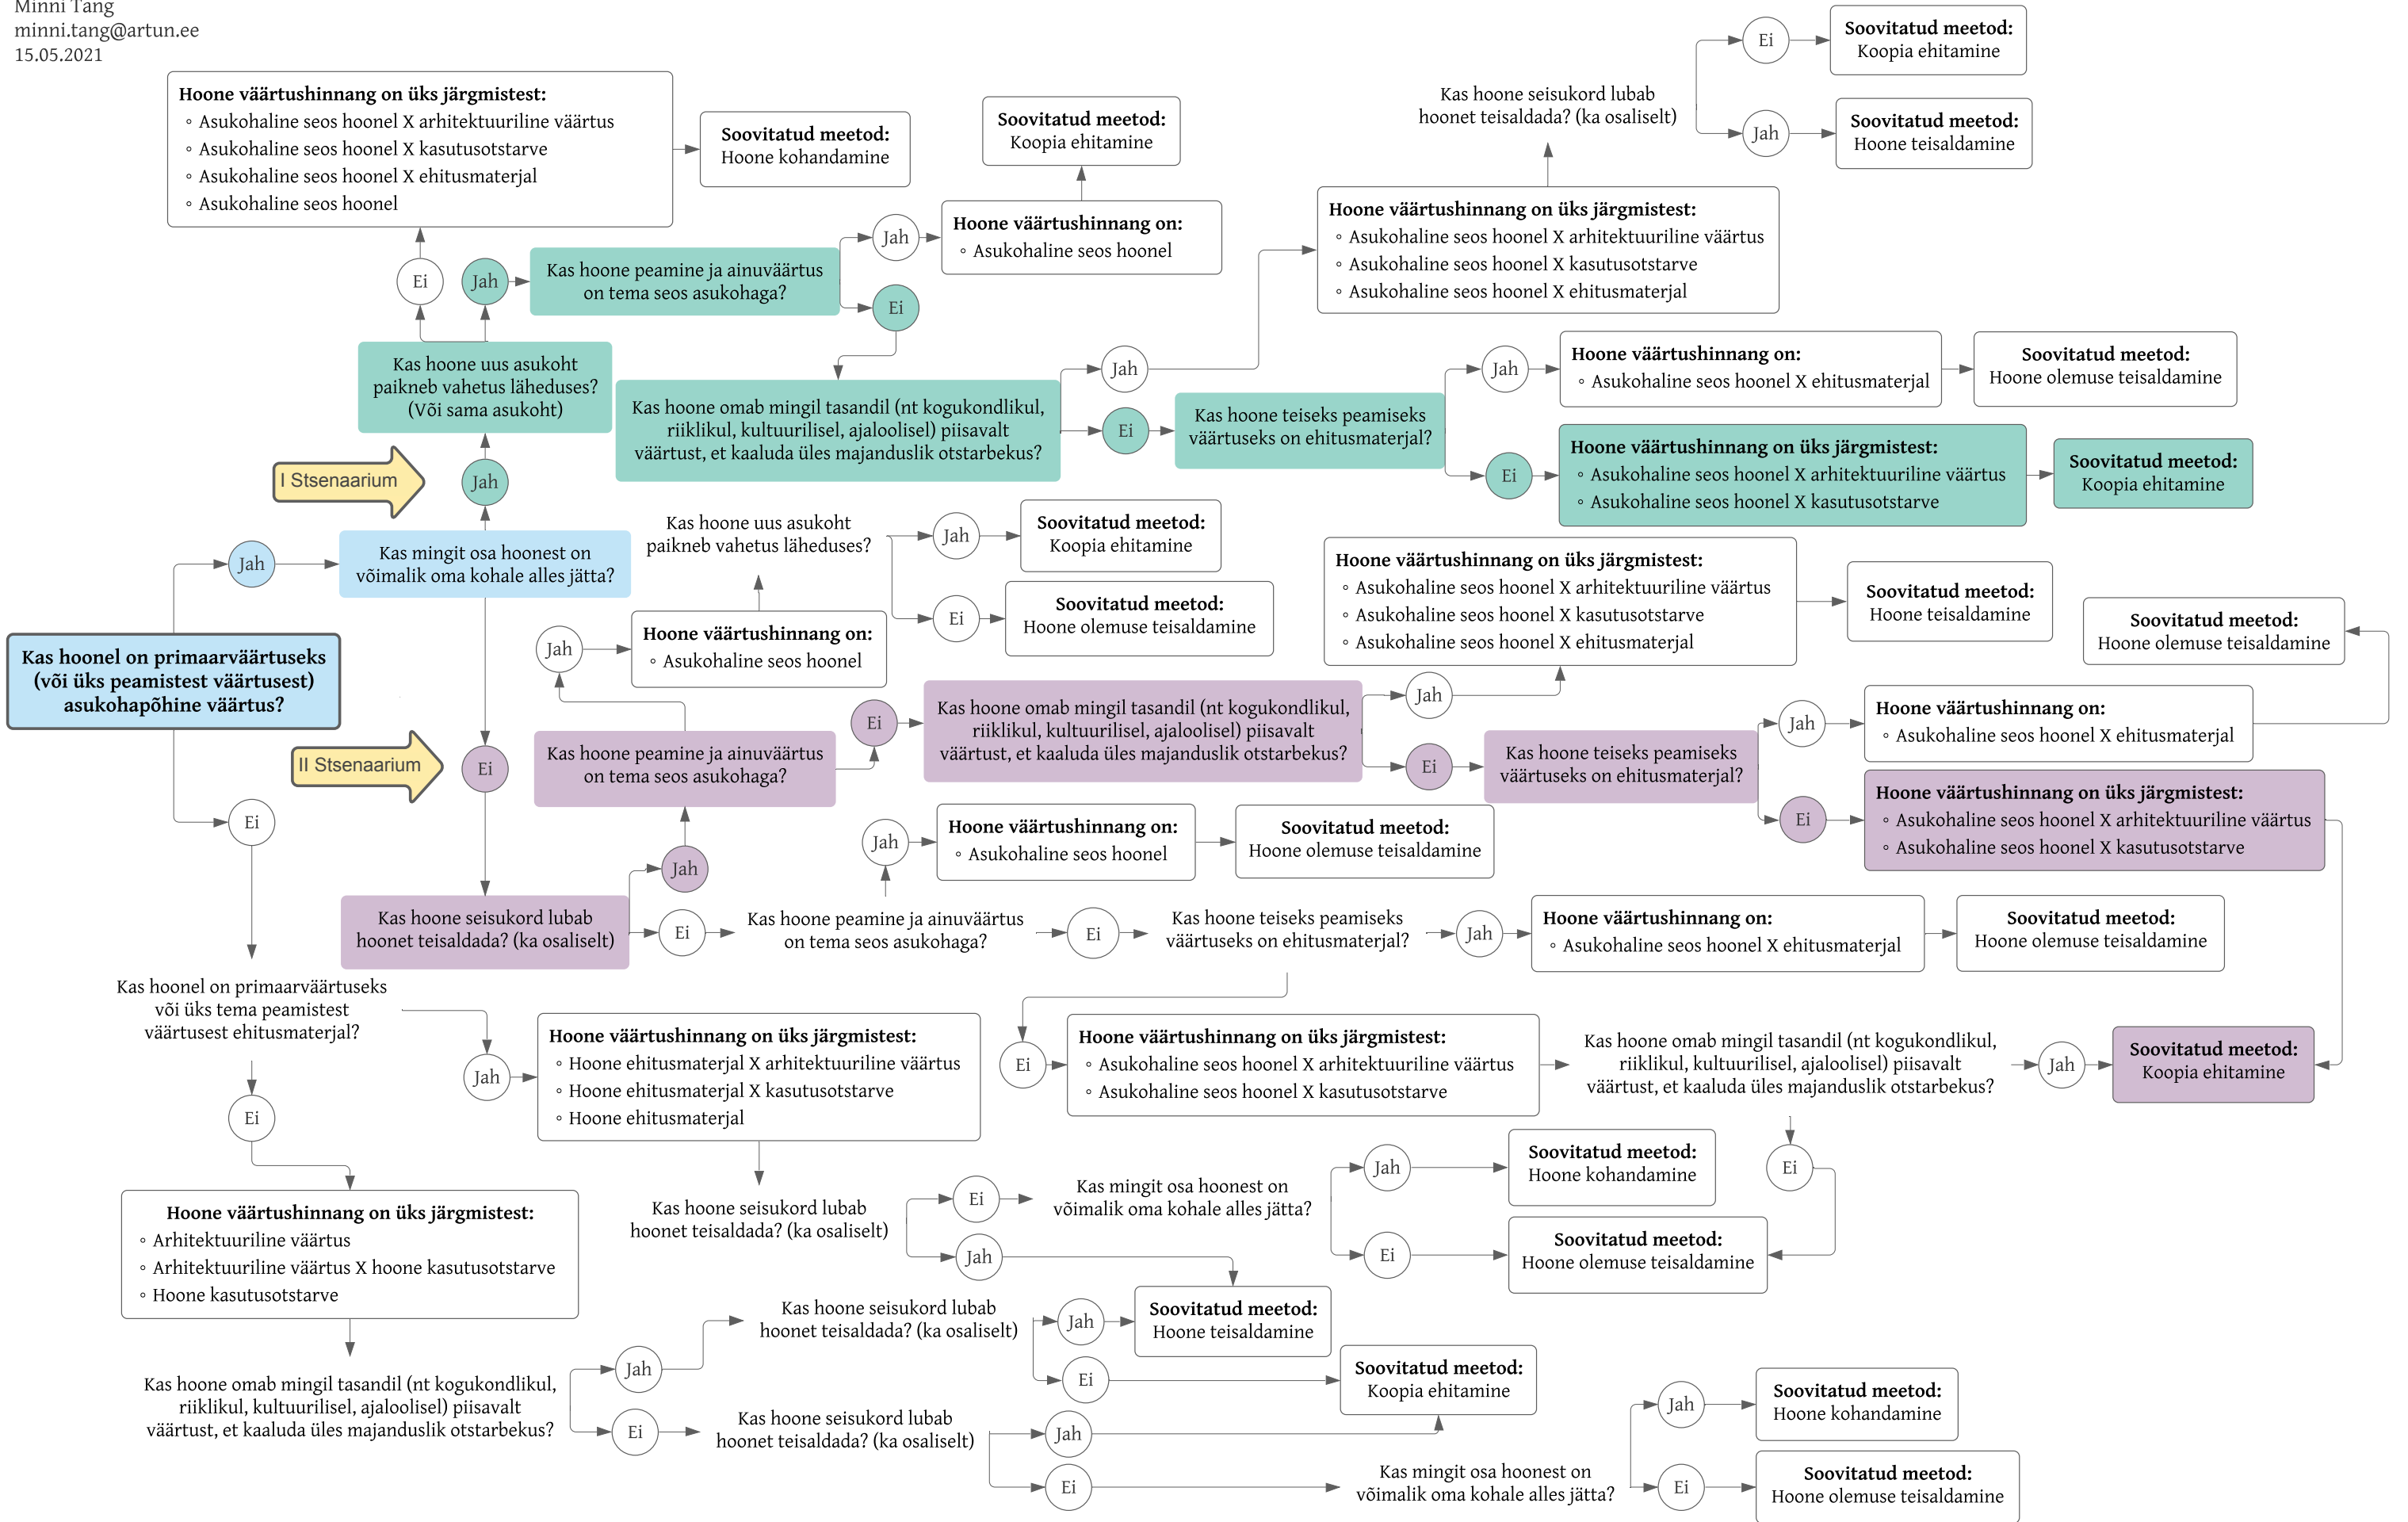 Minni Tang
minni.tang@artun.ee
15.05.2021
Hoone väärtushinnang on üks järgmistest:
◦ Asukohaline seos hoonel X arhitektuuriline väärtus
◦ Asukohaline seos hoonel X kasutusotstarve
◦ Asukohaline seos hoonel X ehitusmaterjal
◦ Asukohaline seos hoonel
Soovitatud meetod:
Hoone kohandamine
Soovitatud meetod:
Koopia ehitamine
Kas hoone seisukord lubab
hoonet teisaldada? (ka osaliselt)
Ei
Soovitatud meetod:
Koopia ehitamine
Jah
Soovitatud meetod:
Hoone teisaldamine
Ei
Jah
Kas hoone peamine ja ainuväärtus
on tema seos asukohaga?
Jah
Hoone väärtushinnang on:
◦ Asukohaline seos hoonel
Ei
Hoone väärtushinnang on üks järgmistest:
◦ Asukohaline seos hoonel X arhitektuuriline väärtus
◦ Asukohaline seos hoonel X kasutusotstarve
◦ Asukohaline seos hoonel X ehitusmaterjal
Kas hoone uus asukoht
paikneb vahetus läheduses?
(Või sama asukoht)
Kas hoone omab mingil tasandil (nt kogukondlikul,
riiklikul, kultuurilisel, ajaloolisel) piisavalt
väärtust, et kaaluda üles majanduslik otstarbekus?
Jah
Ei
Kas hoone teiseks peamiseks
väärtuseks on ehitusmaterjal?
Jah
Hoone väärtushinnang on:
◦ Asukohaline seos hoonel X ehitusmaterjal
Soovitatud meetod:
Hoone olemuse teisaldamine
Ei
Hoone väärtushinnang on üks järgmistest:
◦ Asukohaline seos hoonel X arhitektuuriline väärtus
◦ Asukohaline seos hoonel X kasutusotstarve
Soovitatud meetod:
Koopia ehitamine
I Stsenaarium
Jah
Jah
Kas mingit osa hoonest on
võimalik oma kohale alles jätta?
Kas hoone uus asukoht
paikneb vahetus läheduses?
Jah
Soovitatud meetod:
Koopia ehitamine
Ei
Soovitatud meetod:
Hoone olemuse teisaldamine
Hoone väärtushinnang on üks järgmistest:
◦ Asukohaline seos hoonel X arhitektuuriline väärtus
◦ Asukohaline seos hoonel X kasutusotstarve
◦ Asukohaline seos hoonel X ehitusmaterjal
Soovitatud meetod:
Hoone teisaldamine
Soovitatud meetod:
Hoone olemuse teisaldamine
Kas hoonel on primaarväärtuseks
(või üks peamistest väärtusest)
asukohapõhine väärtus?
Jah
Hoone väärtushinnang on:
◦ Asukohaline seos hoonel
II Stsenaarium
Ei
Kas hoone peamine ja ainuväärtus
on tema seos asukohaga?
Ei
Kas hoone omab mingil tasandil (nt kogukondlikul,
riiklikul, kultuurilisel, ajaloolisel) piisavalt
väärtust, et kaaluda üles majanduslik otstarbekus?
Jah
Ei
Kas hoone teiseks peamiseks
väärtuseks on ehitusmaterjal?
Jah
Hoone väärtushinnang on:
◦ Asukohaline seos hoonel X ehitusmaterjal
Ei
Hoone väärtushinnang on üks järgmistest:
◦ Asukohaline seos hoonel X arhitektuuriline väärtus
◦ Asukohaline seos hoonel X kasutusotstarve
Ei
Jah
Jah
Hoone väärtushinnang on:
◦ Asukohaline seos hoonel
Soovitatud meetod:
Hoone olemuse teisaldamine
Kas hoone seisukord lubab
hoonet teisaldada? (ka osaliselt)
Ei
Kas hoone peamine ja ainuväärtus
on tema seos asukohaga?
Ei
Kas hoone teiseks peamiseks
väärtuseks on ehitusmaterjal?
Jah
Hoone väärtushinnang on:
◦ Asukohaline seos hoonel X ehitusmaterjal
Soovitatud meetod:
Hoone olemuse teisaldamine
Kas hoonel on primaarväärtuseks
või üks tema peamistest
väärtusest ehitusmaterjal?
Jah
Hoone väärtushinnang on üks järgmistest:
◦ Hoone ehitusmaterjal X arhitektuuriline väärtus
◦ Hoone ehitusmaterjal X kasutusotstarve
◦ Hoone ehitusmaterjal
Ei
Hoone väärtushinnang on üks järgmistest:
◦ Asukohaline seos hoonel X arhitektuuriline väärtus
◦ Asukohaline seos hoonel X kasutusotstarve
Kas hoone omab mingil tasandil (nt kogukondlikul,
riiklikul, kultuurilisel, ajaloolisel) piisavalt
väärtust, et kaaluda üles majanduslik otstarbekus?
Jah
Soovitatud meetod:
Koopia ehitamine
Ei
Ei
Hoone väärtushinnang on üks järgmistest:
◦ Arhitektuuriline väärtus
◦ Arhitektuuriline väärtus X hoone kasutusotstarve
◦ Hoone kasutusotstarve
Kas hoone seisukord lubab
hoonet teisaldada? (ka osaliselt)
Ei
Kas mingit osa hoonest on
võimalik oma kohale alles jätta?
Jah
Soovitatud meetod:
Hoone kohandamine
Jah
Ei
Soovitatud meetod:
Hoone olemuse teisaldamine
Kas hoone seisukord lubab
hoonet teisaldada? (ka osaliselt)
Jah
Soovitatud meetod:
Hoone teisaldamine
Kas hoone omab mingil tasandil (nt kogukondlikul,
riiklikul, kultuurilisel, ajaloolisel) piisavalt
väärtust, et kaaluda üles majanduslik otstarbekus?
Jah
Ei
Soovitatud meetod:
Koopia ehitamine
Ei
Kas hoone seisukord lubab
hoonet teisaldada? (ka osaliselt)
Jah
Ei
Kas mingit osa hoonest on
võimalik oma kohale alles jätta?
Jah
Soovitatud meetod:
Hoone kohandamine
Ei
Soovitatud meetod:
Hoone olemuse teisaldamine